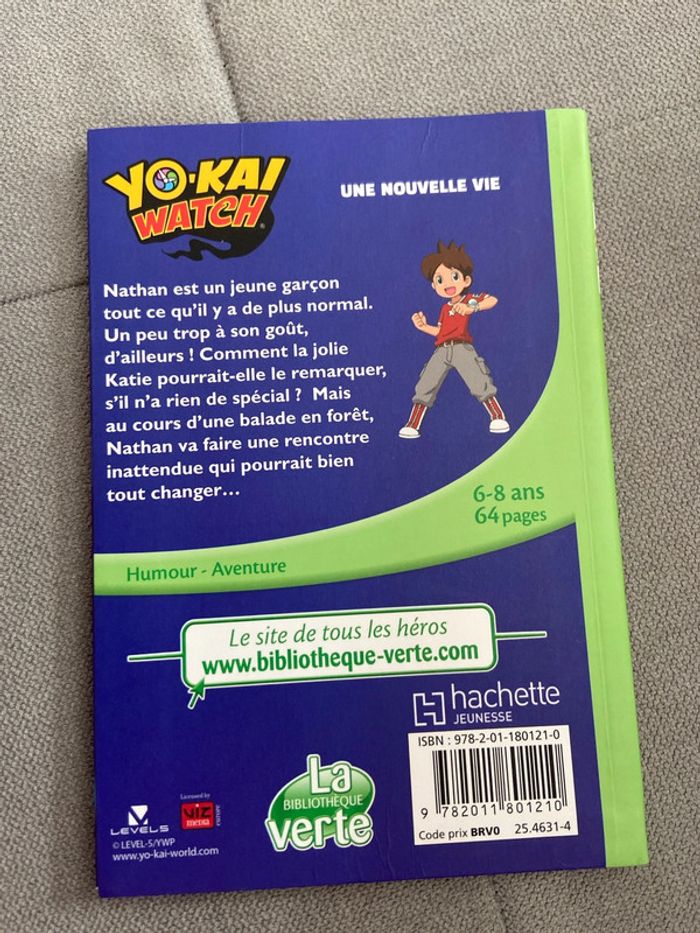 YO-KAI
WATCH®
UNE NOUVELLE VIE
Nathan est un jeune garçon
tout ce qu'il y a de plus normal.
Un peu trop à son goût,
d'ailleurs ! Comment la jolie
Katie pourrait-elle le remarquer,
s'il n'a rien de spécial ? Mais
au cours d'une balade en forêt,
Nathan va faire une rencontre
inattendue qui pourrait bien
tout changer...
6-8 ans
64 pages
Humour - Aventure
Le site de tous les héros
www.bibliotheque-verte.com
hachette
JEUNESSE
ISBN : 978-2-01-180121-0
9 782011 801210
Code prix BRV0 25.4631-4
La
BIBLIOTHÈQUE
verte
LEVEL5
Licensed by
VIZ
media
europe
© LEVEL-5/YWP
www.yo-kai-world.com